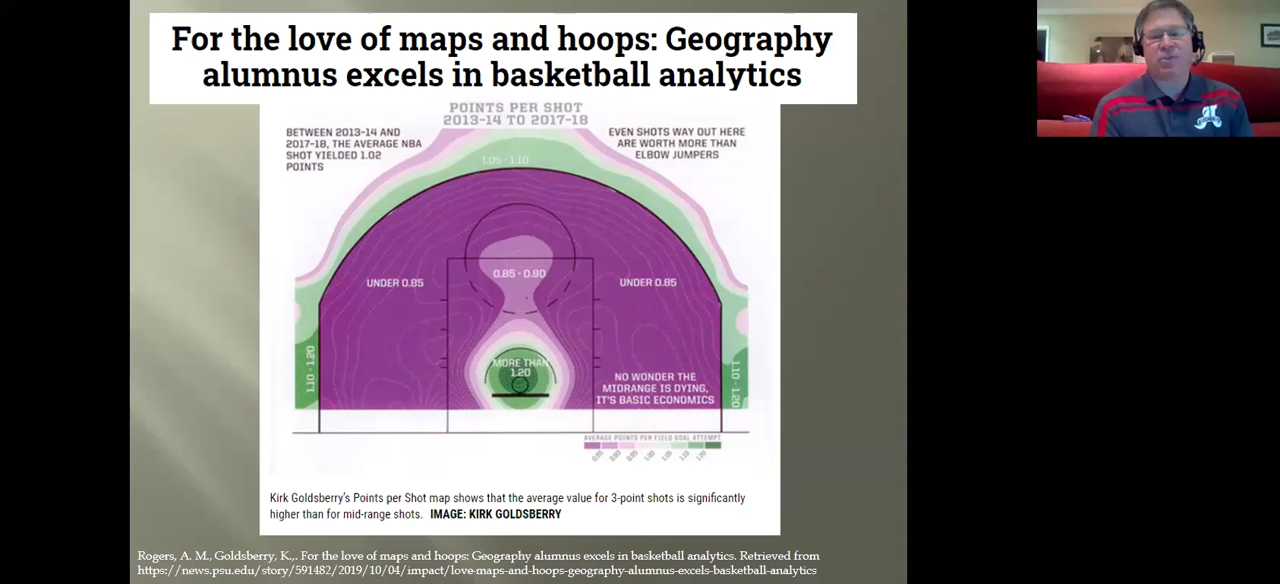 For the love of maps and hoops: Geography
alumnus excels in basketball analytics
POINTS PER SHOT
2013-14 TO 2017-18
BETWEEN 2013-14 AND
2017-18, THE AVERAGE NBA
SHOT YIELDED 1.02
POINTS
EVEN SHOTS WAY OUT HERE
ARE WORTH MORE THAN
ELBOW JUMPERS
1.05 - 1.10
UNDER 0.85
0.85 - 0.90
UNDER 0.85
MORE THAN
1.20
1.10 - 1.20
1.10 - 1.20
NO WONDER THE
MIDRANGE IS DYING,
IT'S BASIC ECONOMICS
AVERAGE POINTS PER FIELD GOAL ATTEMPT
Kirk Goldsberry's Points per Shot map shows that the average value for 3-point shots is significantly
higher than for mid-range shots. IMAGE: KIRK GOLDSBERRY
Rogers, A. M., Goldsberry, K.,. For the love of maps and hoops: Geography alumnus excels in basketball analytics. Retrieved from
https://news.psu.edu/story/591482/2019/10/04/impact/love-maps-and-hoops-geography-alumnus-excels-basketball-analytics